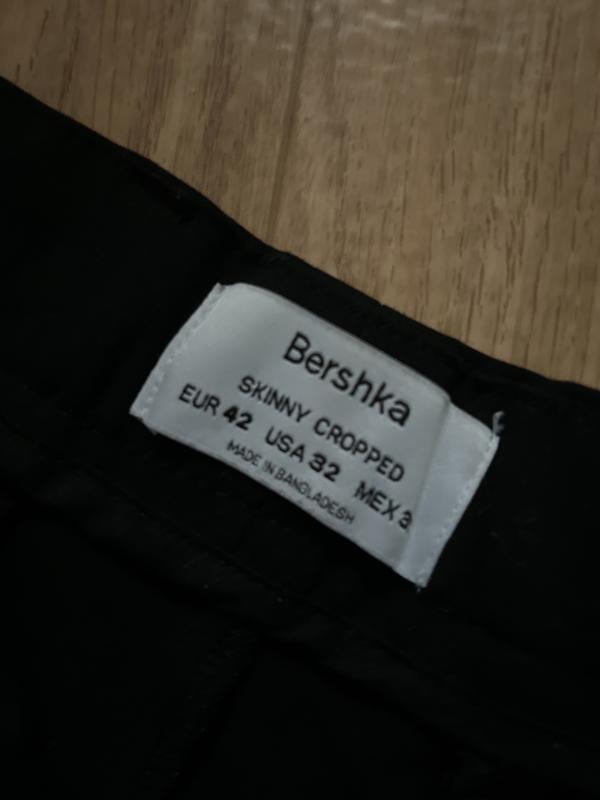 Bershka
SKINNY CROPPED
EUR 42 USA 32 MEX
MADE IN BANGLADESH